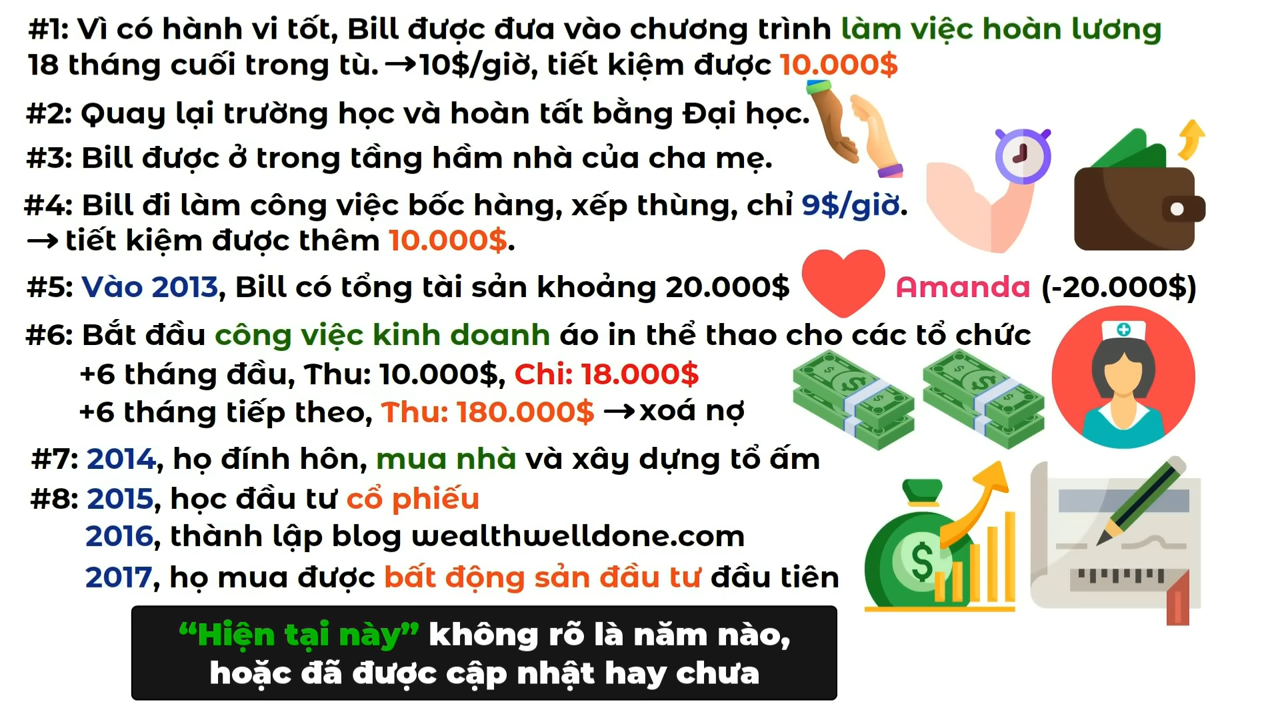 #1: Vì có hành vi tốt, Bill được đưa vào chương trình làm việc hoàn lương
18 tháng cuối trong tù. →10$/giờ, tiết kiệm được 10.000$
#2: Quay lại trường học và hoàn tất bằng Đại học.
#3: Bill được ở trong tầng hầm nhà của cha mẹ.
#4: Bill đi làm công việc bốc hàng, xếp thùng, chỉ 9$/giờ.
→ tiết kiệm được thêm 10.000$.
#5: Vào 2013, Bill có tổng tài sản khoảng 20.000$ Amanda (-20.000$)
#6: Bắt đầu công việc kinh doanh áo in thể thao cho các tổ chức
+6 tháng đầu, Thu: 10.000$, Chi: 18.000$
+6 tháng tiếp theo, Thu: 180.000$ →xoá nợ
#7: 2014, họ đính hôn, mua nhà và xây dựng tổ ấm
#8: 2015, học đầu tư cổ phiếu
2016, thành lập blog wealthwelldone.com
2017, họ mua được bất động sản đầu tư đầu tiên
“Hiện tại này” không rõ là năm nào,
hoặc đã được cập nhật hay chưa